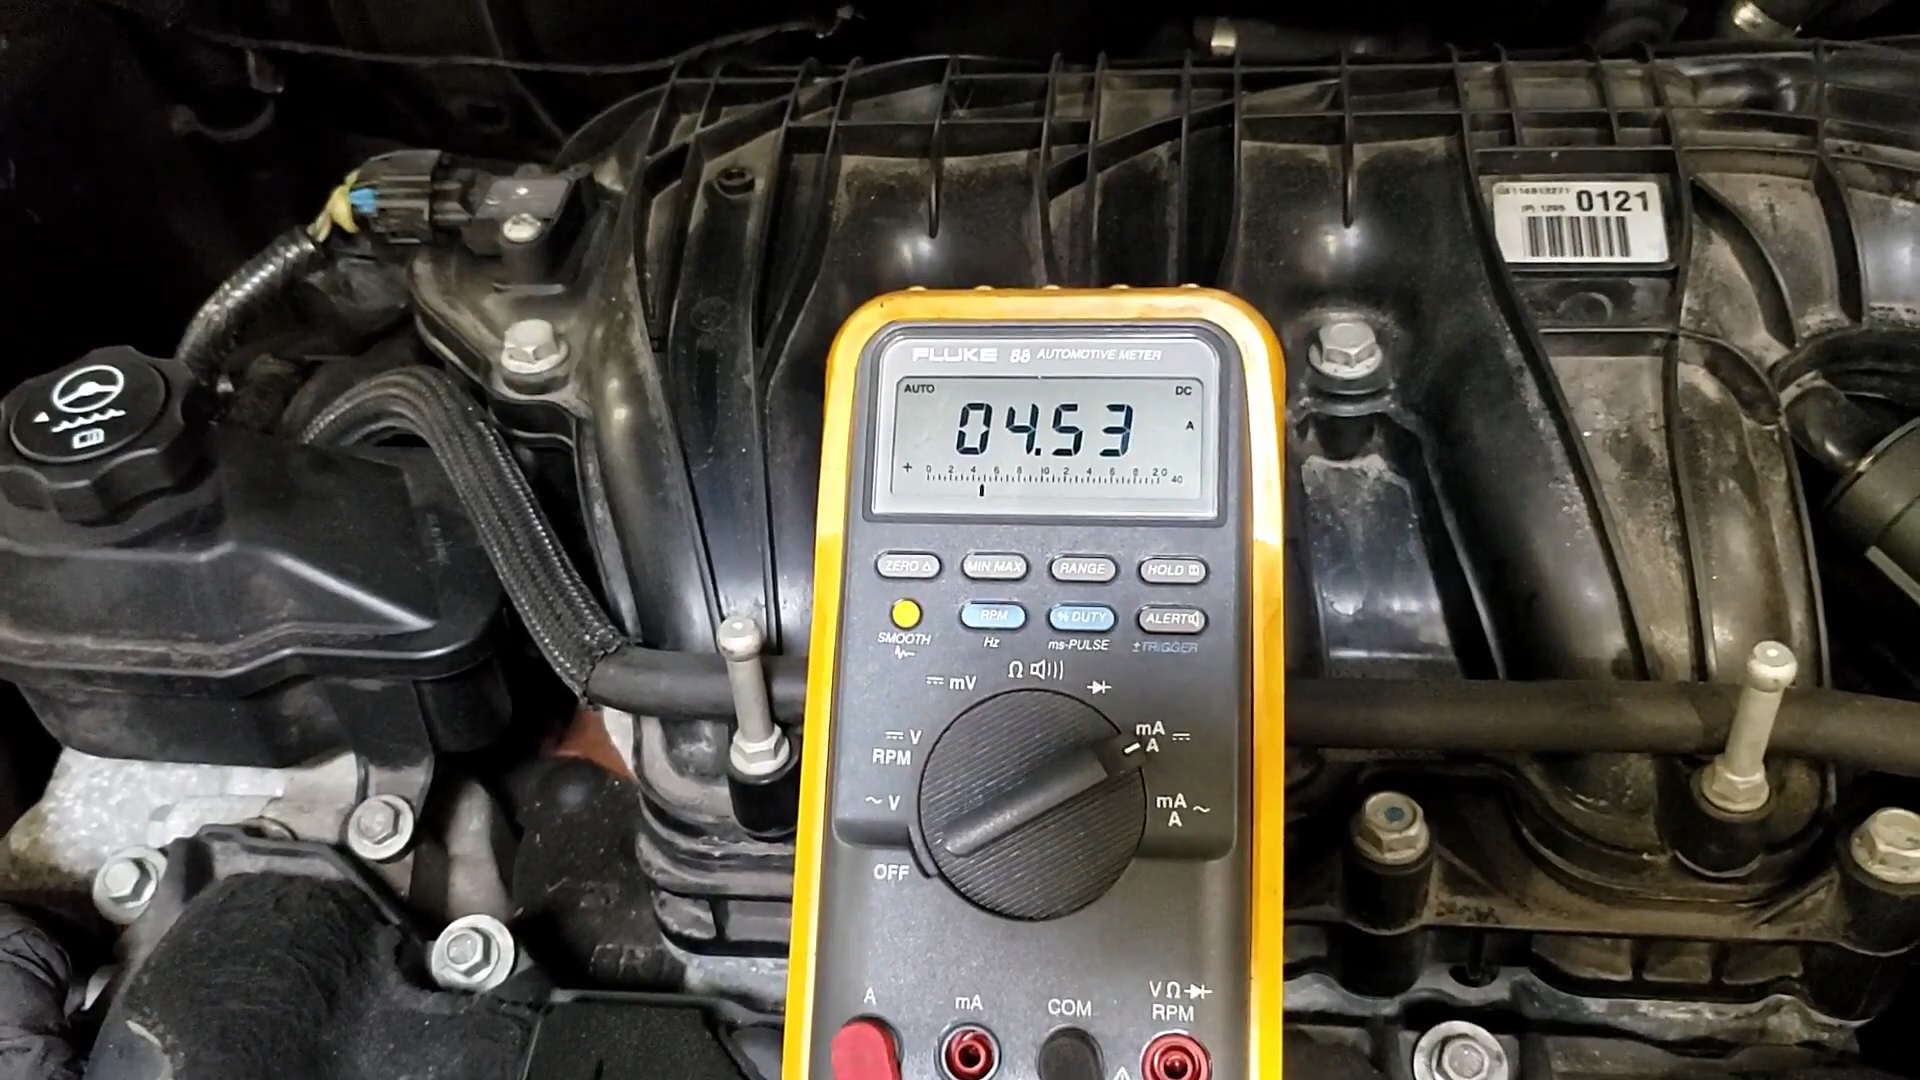 0121
FLUKE 88 AUTOMOTIVE METER
AUTO DC
04.53 A
+ 0 2 4 6 8 10 2 4 6 8 20 40
ZERO Δ MIN MAX RANGE HOLD
RPM % DUTY ALERT
SMOOTH Hz ms-PULSE ±TRIGGER
mV Ω
V mA
RPM A
~ V mA ~
A
OFF
A mA COM VΩ
RPM